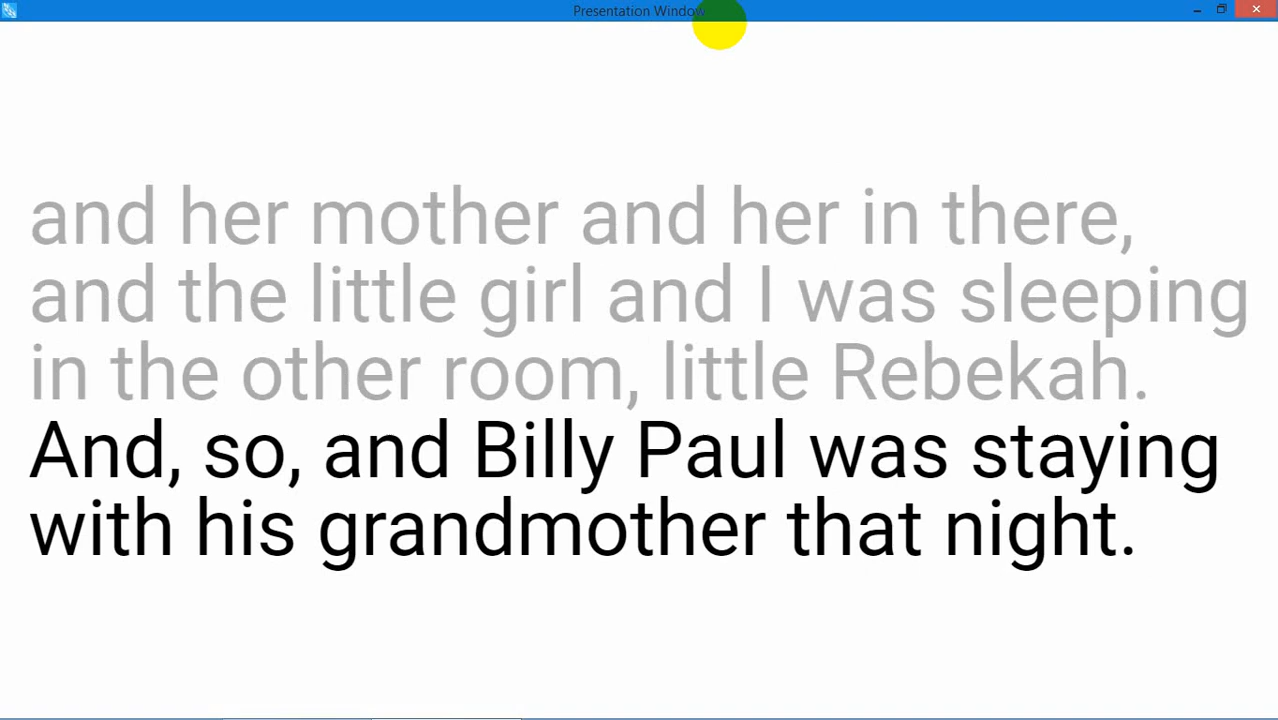 Presentation Window
and her mother and her in there,
and the little girl and I was sleeping
in the other room, little Rebekah.
And, so, and Billy Paul was staying
with his grandmother that night.